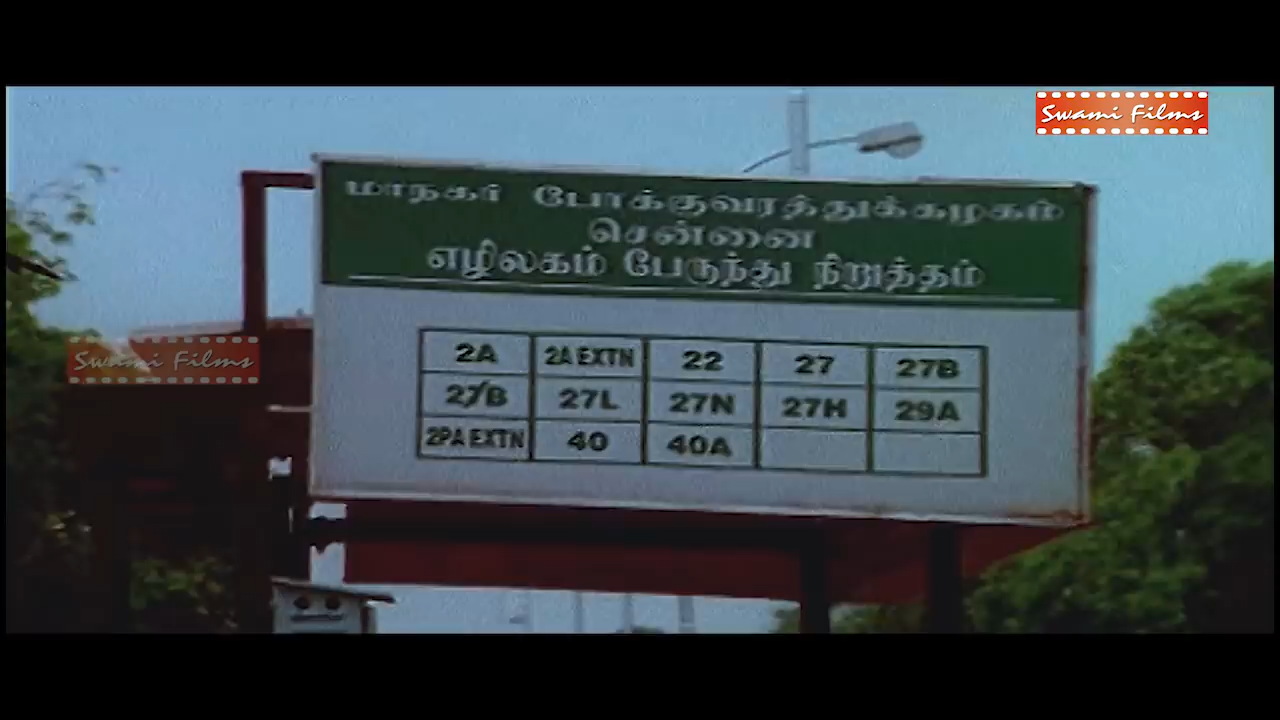 Swami Films
மாநகர் போக்குவரத்துக்கழகம்
சென்னை
எழிலகம் பேருந்து நிறுத்தம்
Swami Films
2A 2A EXTN 22 27 27B
27B 27L 27N 27H 29A
2PA EXTN 40 40A